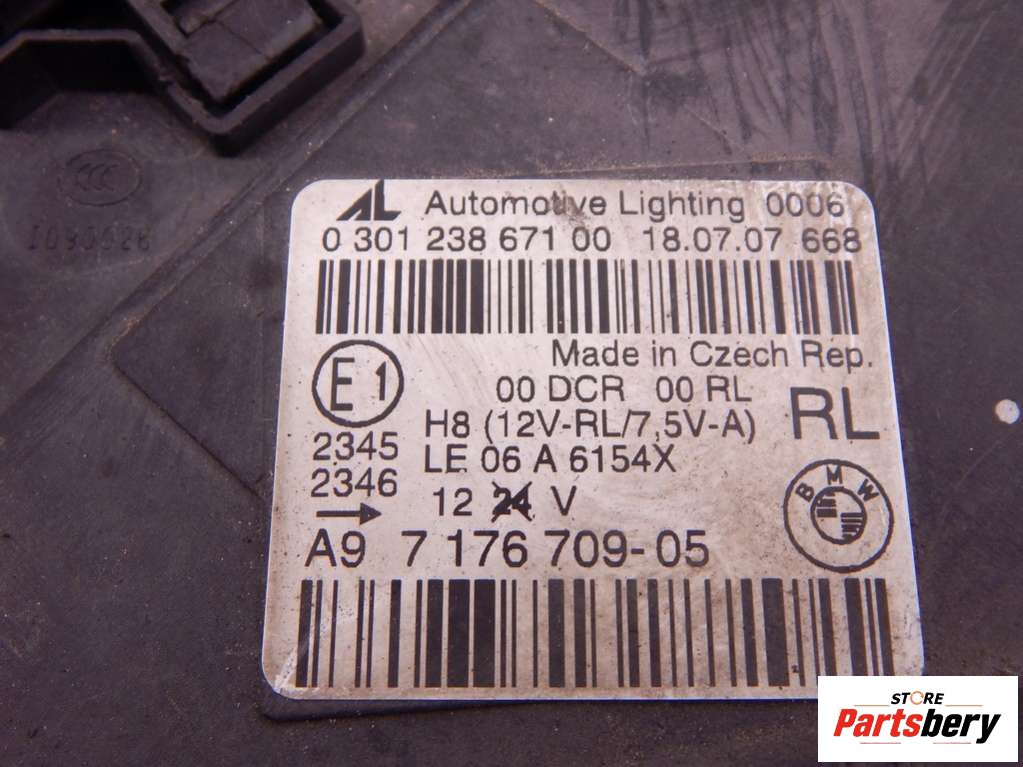 AL Automotive Lighting 0006
0 301 238 671 00 18.07.07 668
Made in Czech Rep.
00 DCR 00 RL
E1
H8 (12V-RL/7,5V-A)
RL
2345
LE 06 A 6154X
2346
12 24 V
BMW
A9 7 176 709-05
CCC
STORE
Partsbery